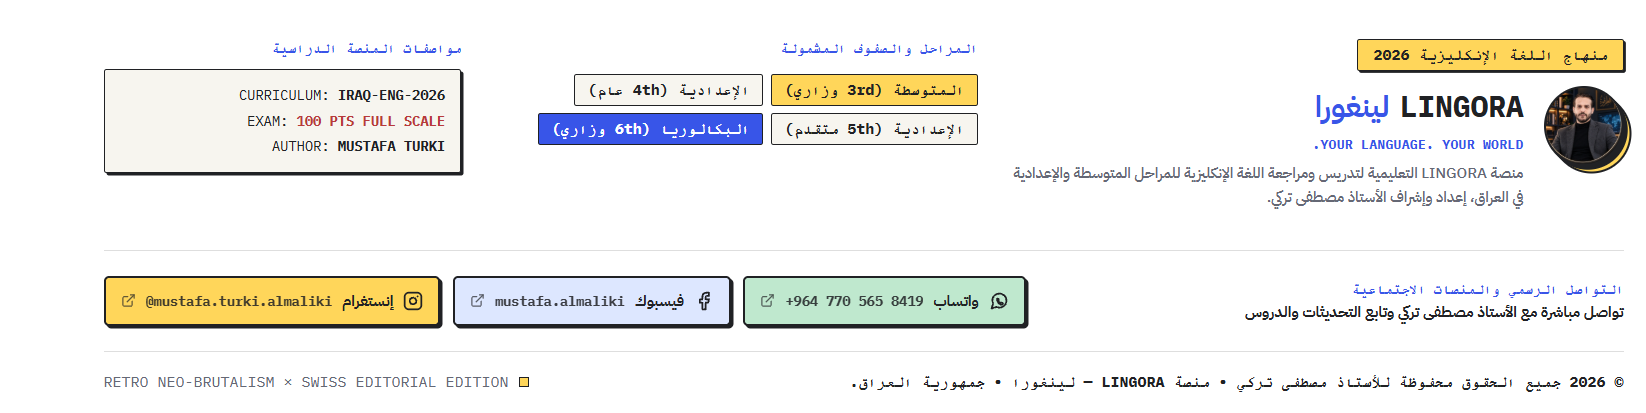 منهاج اللغة الإنكليزية 2026
LINGORA لينغورا
YOUR LANGUAGE. YOUR WORLD.
منصة LINGORA التعليمية لتدريس ومراجعة اللغة الإنكليزية للمراحل المتوسطة والإعدادية
في العراق، إعداد وإشراف الأستاذ مصطفى تركي.
المراحل والصفوف المشمولة
المتوسطة (3rd وزاري)
الإعدادية (4th عام)
الإعدادية (5th متقدم)
البكالوريا (6th وزاري)
مواصفات المنصة الدراسية
CURRICULUM: IRAQ-ENG-2026
EXAM: 100 PTS FULL SCALE
AUTHOR: MUSTAFA TURKI
التواصل الرسمي والمنصات الاجتماعية
تواصل مباشرة مع الأستاذ مصطفى تركي وتابع التحديثات والدروس
واتساب +964 770 565 8419
فيسبوك mustafa.almaliki
إنستغرام @mustafa.turki.almaliki
© 2026 جميع الحقوق محفوظة للأستاذ مصطفى تركي • منصة LINGORA — لينغورا • جمهورية العراق.
RETRO NEO-BRUTALISM × SWISS EDITORIAL EDITION